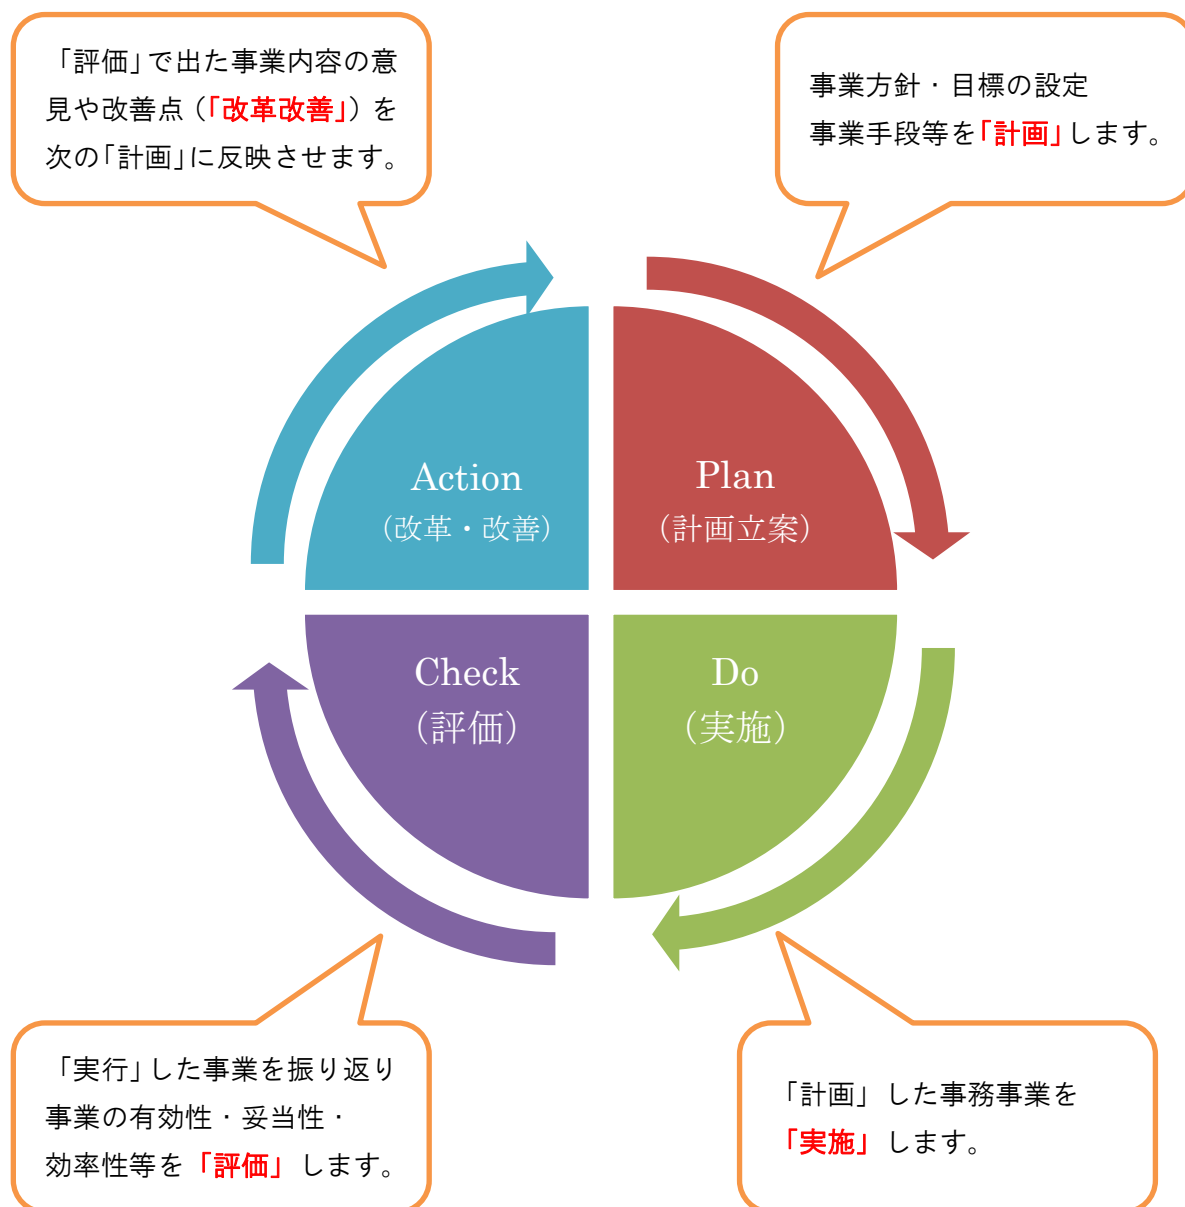 「評価」で出た事業内容の意
見や改善点（「改革改善」）を
次の「計画」に反映させます。
事業方針・目標の設定
事業手段等を「計画」します。
Action
（改革・改善）
Plan
（計画立案）
Check
（評価）
Do
（実施）
「実行」した事業を振り返り
事業の有効性・妥当性・
効率性等を「評価」します。
「計画」した事務事業を
「実施」します。